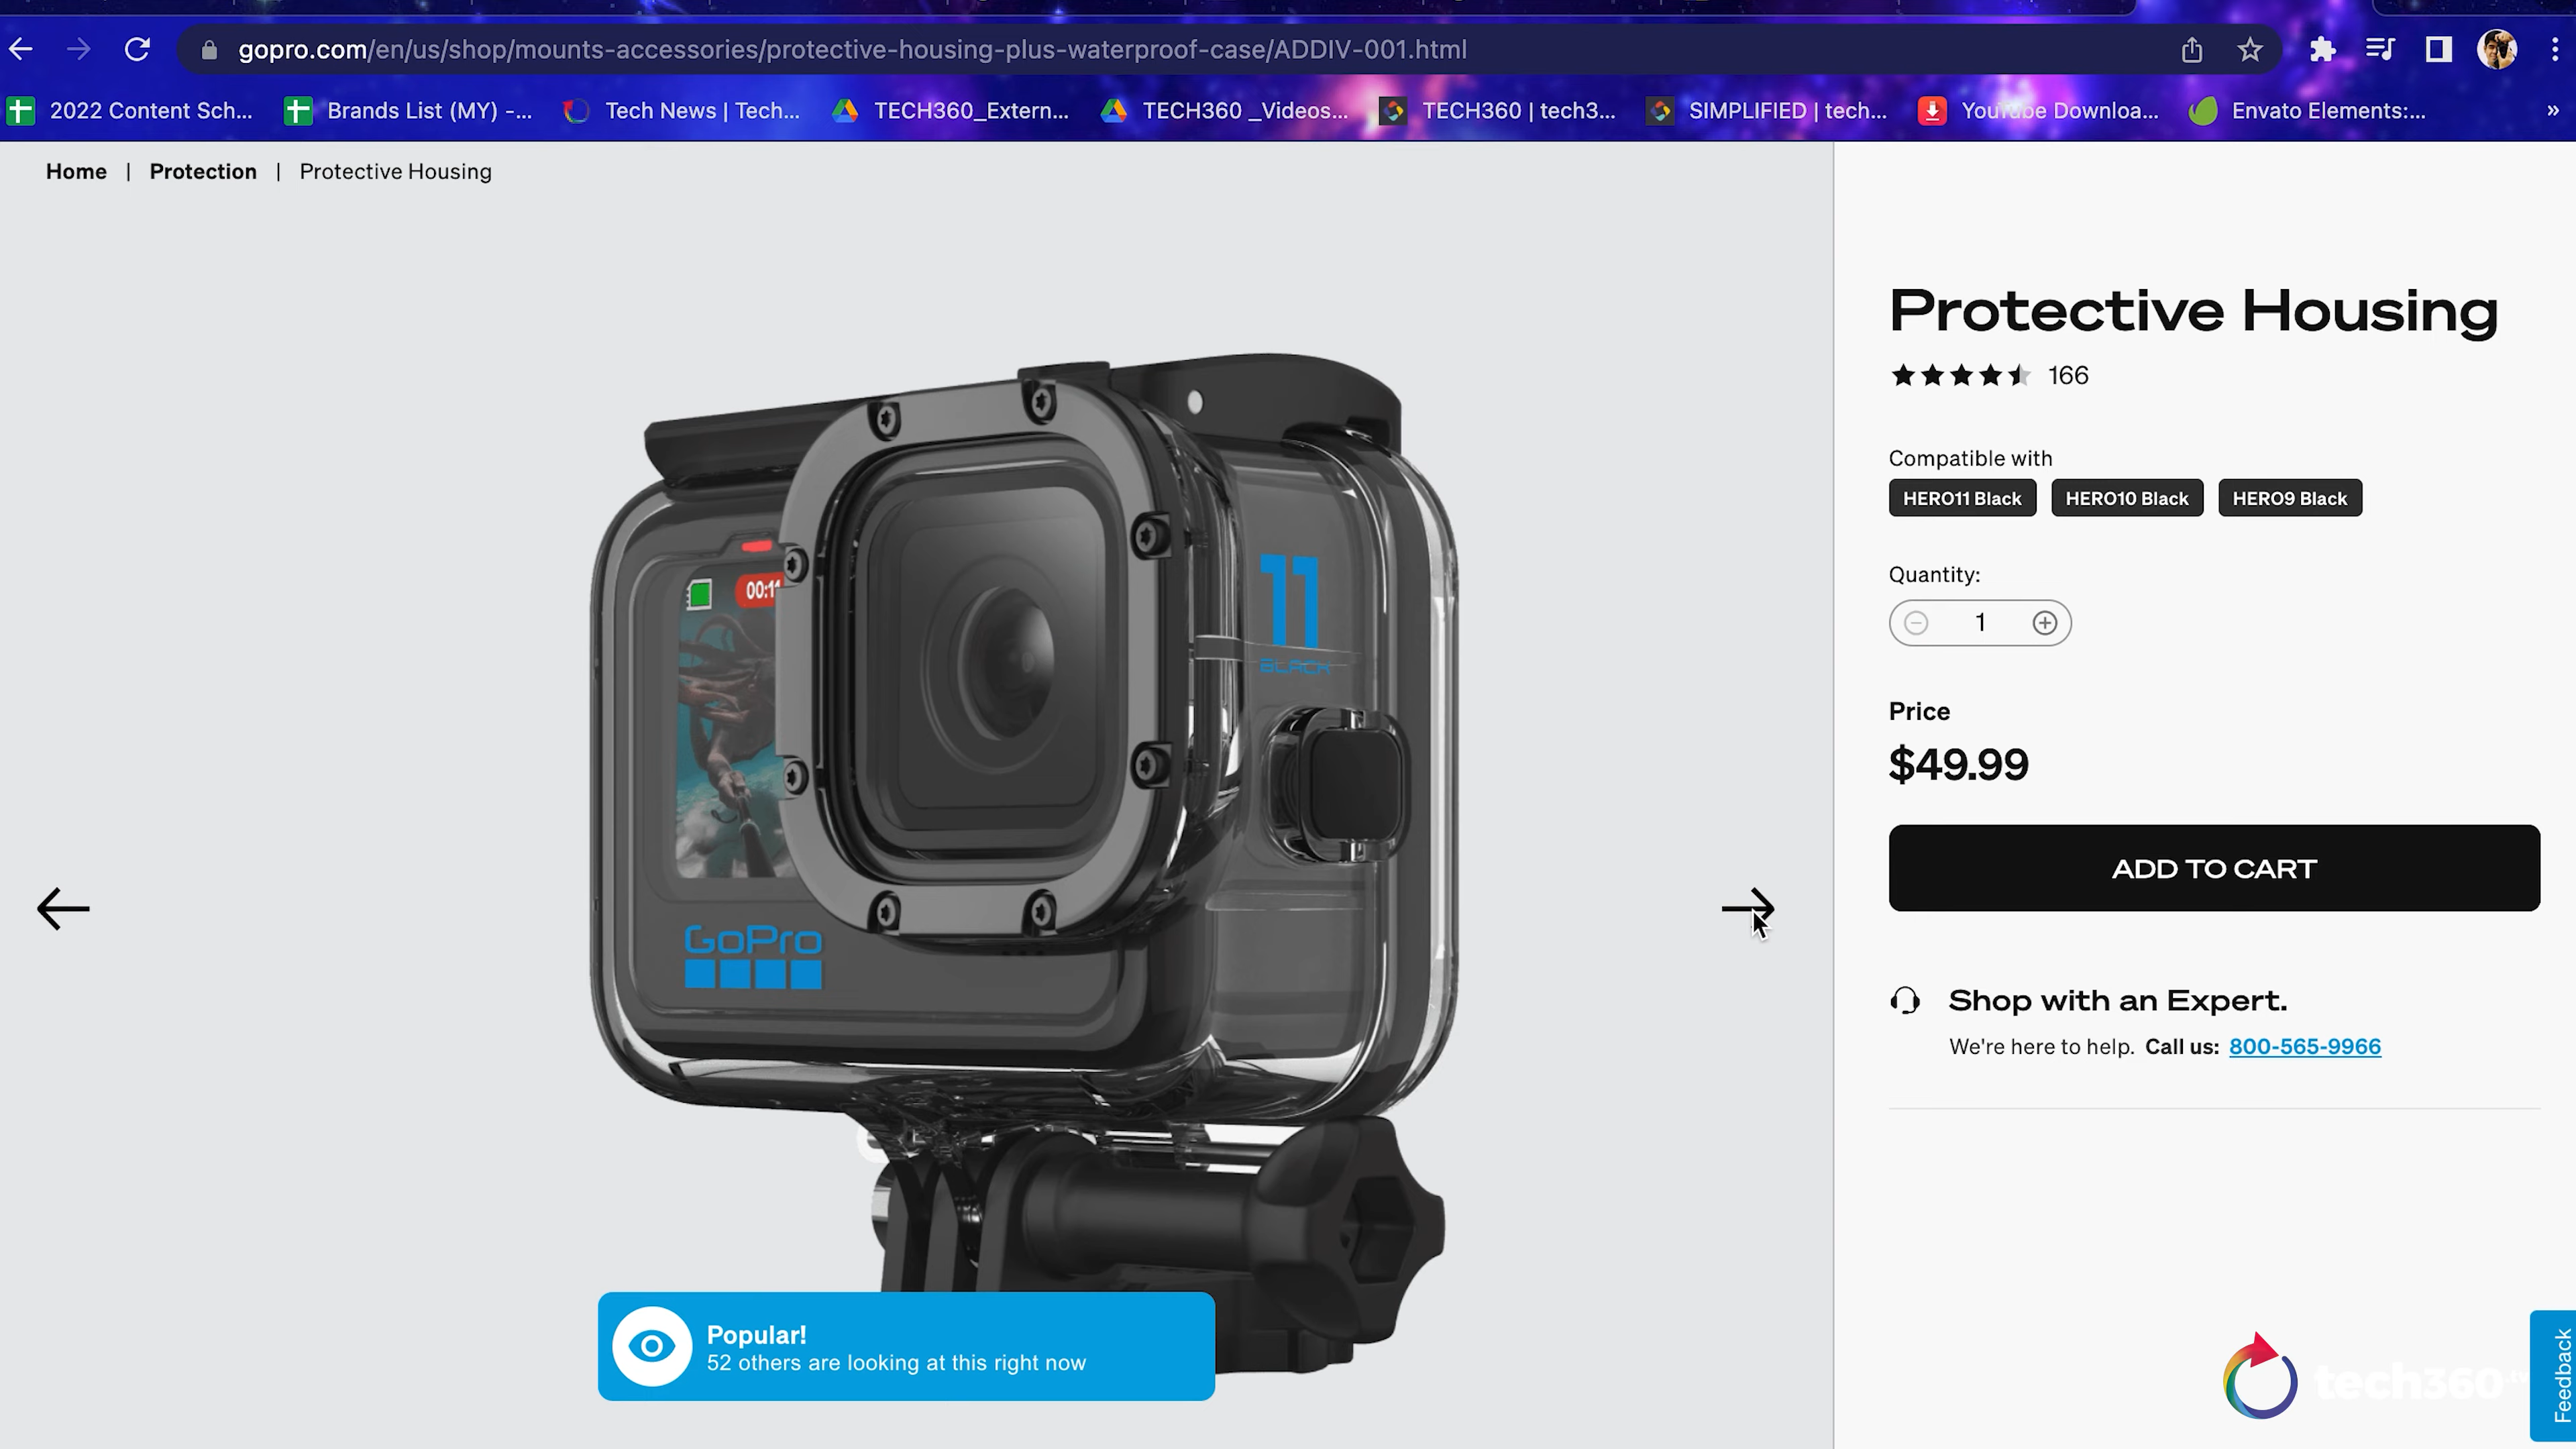 gopro.com/en/us/shop/mounts-accessories/protective-housing-plus-waterproof-case/ADDIV-001.html
2022 Content Sch... Brands List (MY) -... Tech News | Tech... TECH360_Extern... TECH360 _Videos... TECH360 | tech3... SIMPLIFIED | tech... YouTube Downloa... Envato Elements:... »
Home | Protection | Protective Housing
Protective Housing
166
Compatible with
HERO11 Black HERO10 Black HERO9 Black
Quantity:
1
Price
$49.99
ADD TO CART
Shop with an Expert.
We're here to help. Call us: 800-565-9966
00:11
11
BLACK
GoPro
Popular!
52 others are looking at this right now
tech360
Feedback